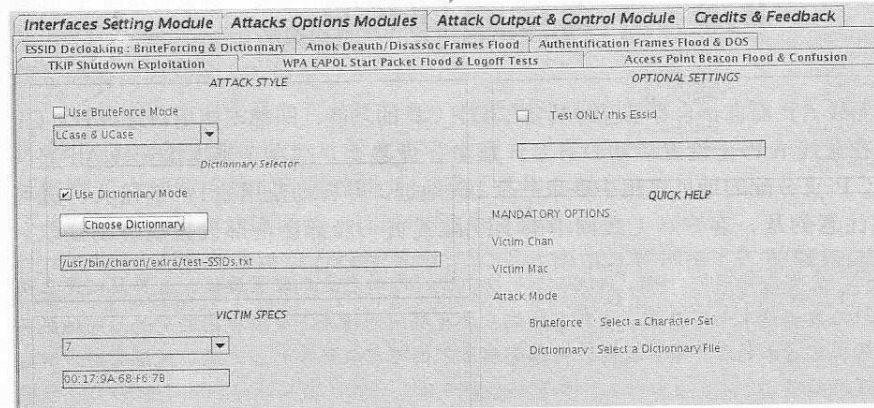 Interfaces Setting Module Attacks Options Modules Attack Output & Control Module Credits & Feedback
ESSID Decloaking : BruteForcing & Dictionnary Amok Deauth/Disassoc Frames Flood Authentification Frames Flood & DOS
TKIP Shutdown Exploitation WPA EAPOL Start Packet Flood & Logoff Tests Access Point Beacon Flood & Confusion
ATTACK STYLE
Use BruteForce Mode
LCase & UCase
Dictionnary Selector
Use Dictionnary Mode
Choose Dictionnary
/usr/bin/charon/extra/test-SSIDs.txt
VICTIM SPECS
7
00:17:9A:68:F6:7B
OPTIONAL SETTINGS
Test ONLY this Essid
QUICK HELP
MANDATORY OPTIONS
Victim Chan
Victim Mac
Attack Mode
Bruteforce : Select a Character Set
Dictionnary : Select a Dictionnary File